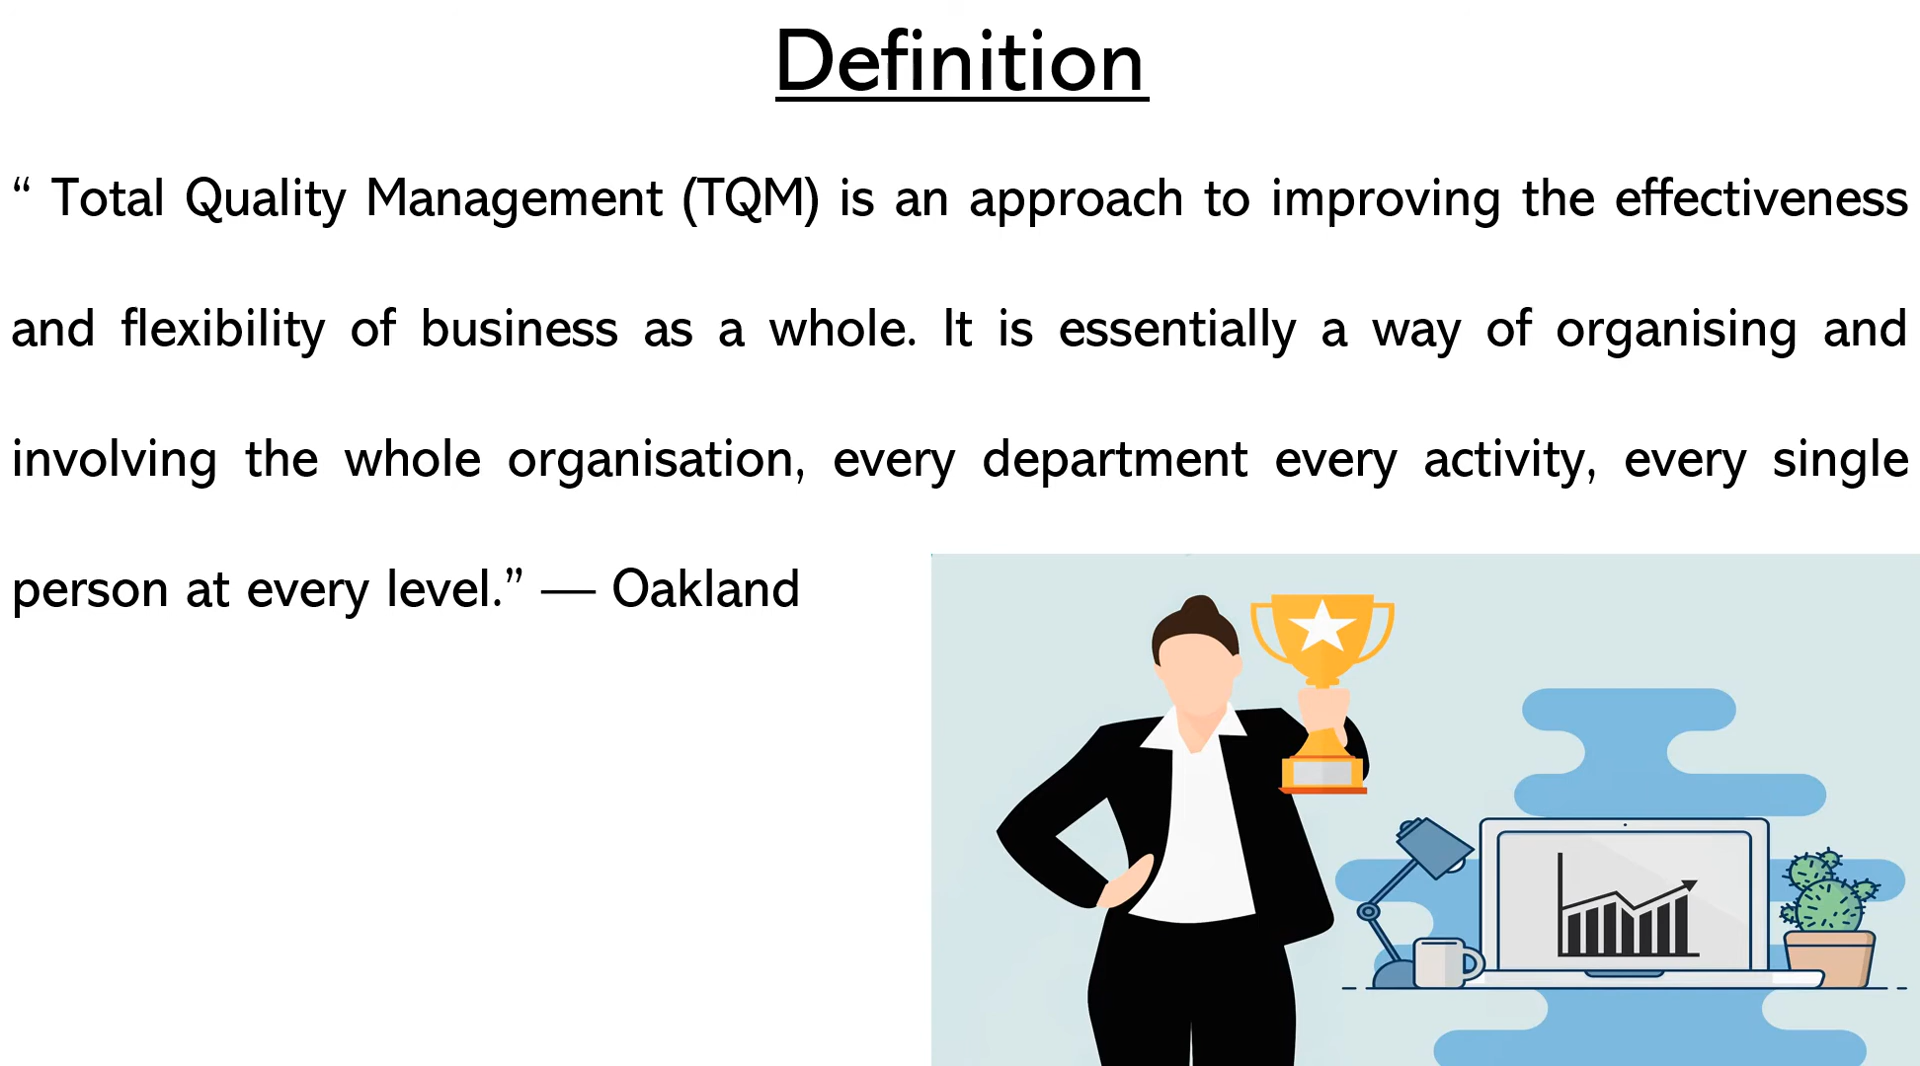 Definition
“ Total Quality Management (TQM) is an approach to improving the effectiveness
and flexibility of business as a whole. It is essentially a way of organising and
involving the whole organisation, every department every activity, every single
person at every level.” — Oakland